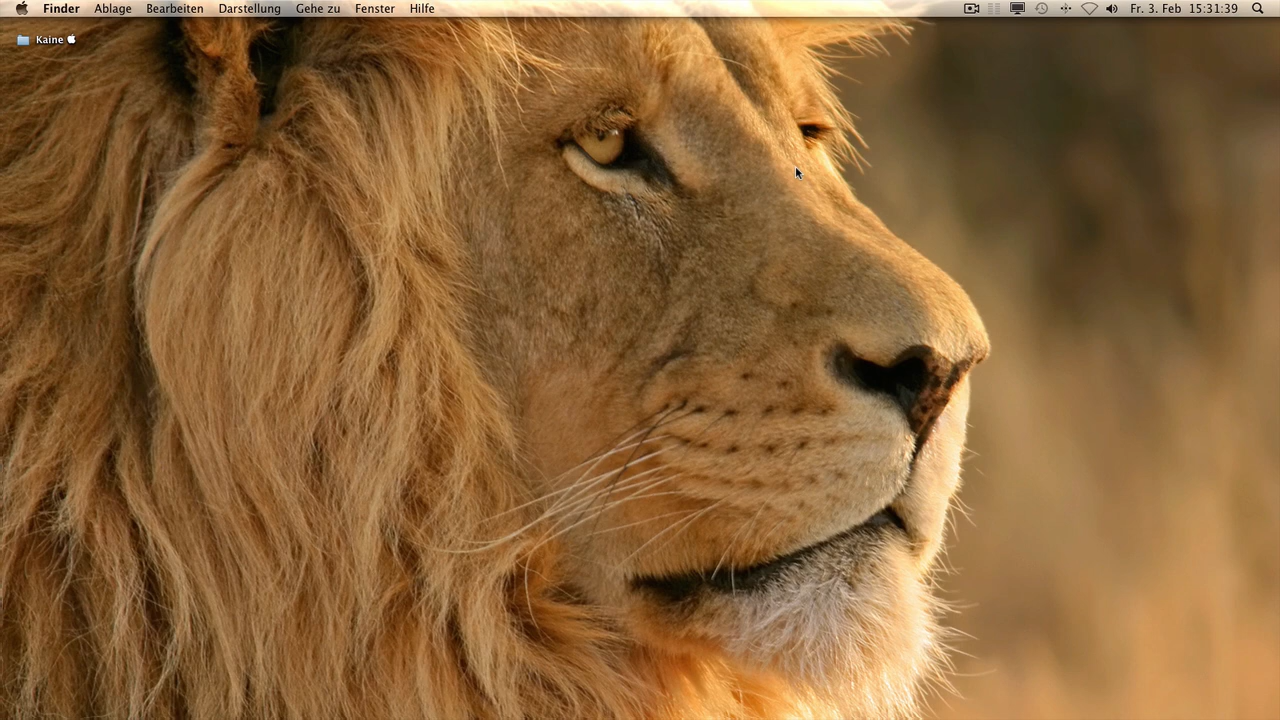 Finder Ablage Bearbeiten Darstellung Gehe zu Fenster Hilfe Fr. 3. Feb 15:31:39
Kaine